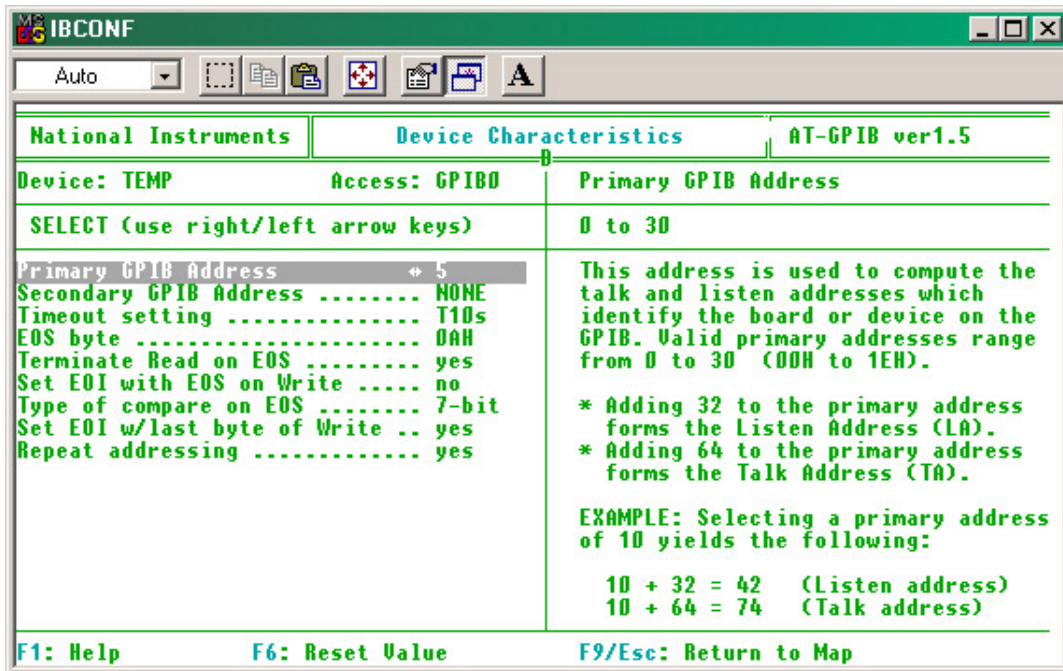 IBCONF
Auto
A
National Instruments Device Characteristics AT-GPIB ver1.5
Device: TEMP Access: GPIB0 Primary GPIB Address
SELECT (use right/left arrow keys) 0 to 30
Primary GPIB Address ↔ 5
Secondary GPIB Address ........ NONE
Timeout setting ............... T10s
EOS byte ...................... 0AH
Terminate Read on EOS ......... yes
Set EOI with EOS on Write ..... no
Type of compare on EOS ........ 7-bit
Set EOI w/last byte of Write .. yes
Repeat addressing ............. yes
This address is used to compute the
talk and listen addresses which
identify the board or device on the
GPIB. Valid primary addresses range
from 0 to 30 (00H to 1EH).
* Adding 32 to the primary address
forms the Listen Address (LA).
* Adding 64 to the primary address
forms the Talk Address (TA).
EXAMPLE: Selecting a primary address
of 10 yields the following:
10 + 32 = 42 (Listen address)
10 + 64 = 74 (Talk address)
F1: Help F6: Reset Value F9/Esc: Return to Map